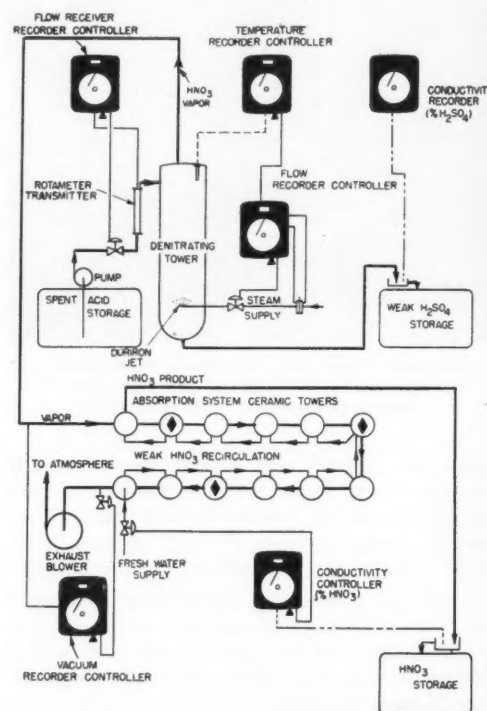 FLOW RECEIVER
RECORDER CONTROLLER
TEMPERATURE
RECORDER CONTROLLER
HNO3
VAPOR
CONDUCTIVI
RECORDER
(% H2SO4)
FLOW
RECORDER CONTROLLER
ROTAMETER
TRANSMITTER
DENITRATING
TOWER
PUMP
SPENT ACID
STORAGE
STEAM
SUPPLY
WEAK H2SO4
STORAGE
DURIRON
JET
HNO3 PRODUCT
ABSORPTION SYSTEM CERAMIC TOWERS
VAPOR
WEAK HNO3 RECIRCULATION
TO ATMOSPHERE
EXHAUST
BLOWER
FRESH WATER
SUPPLY
CONDUCTIVITY
CONTROLLER
(% HNO3)
VACUUM
RECORDER CONTROLLER
HNO3
STORAGE